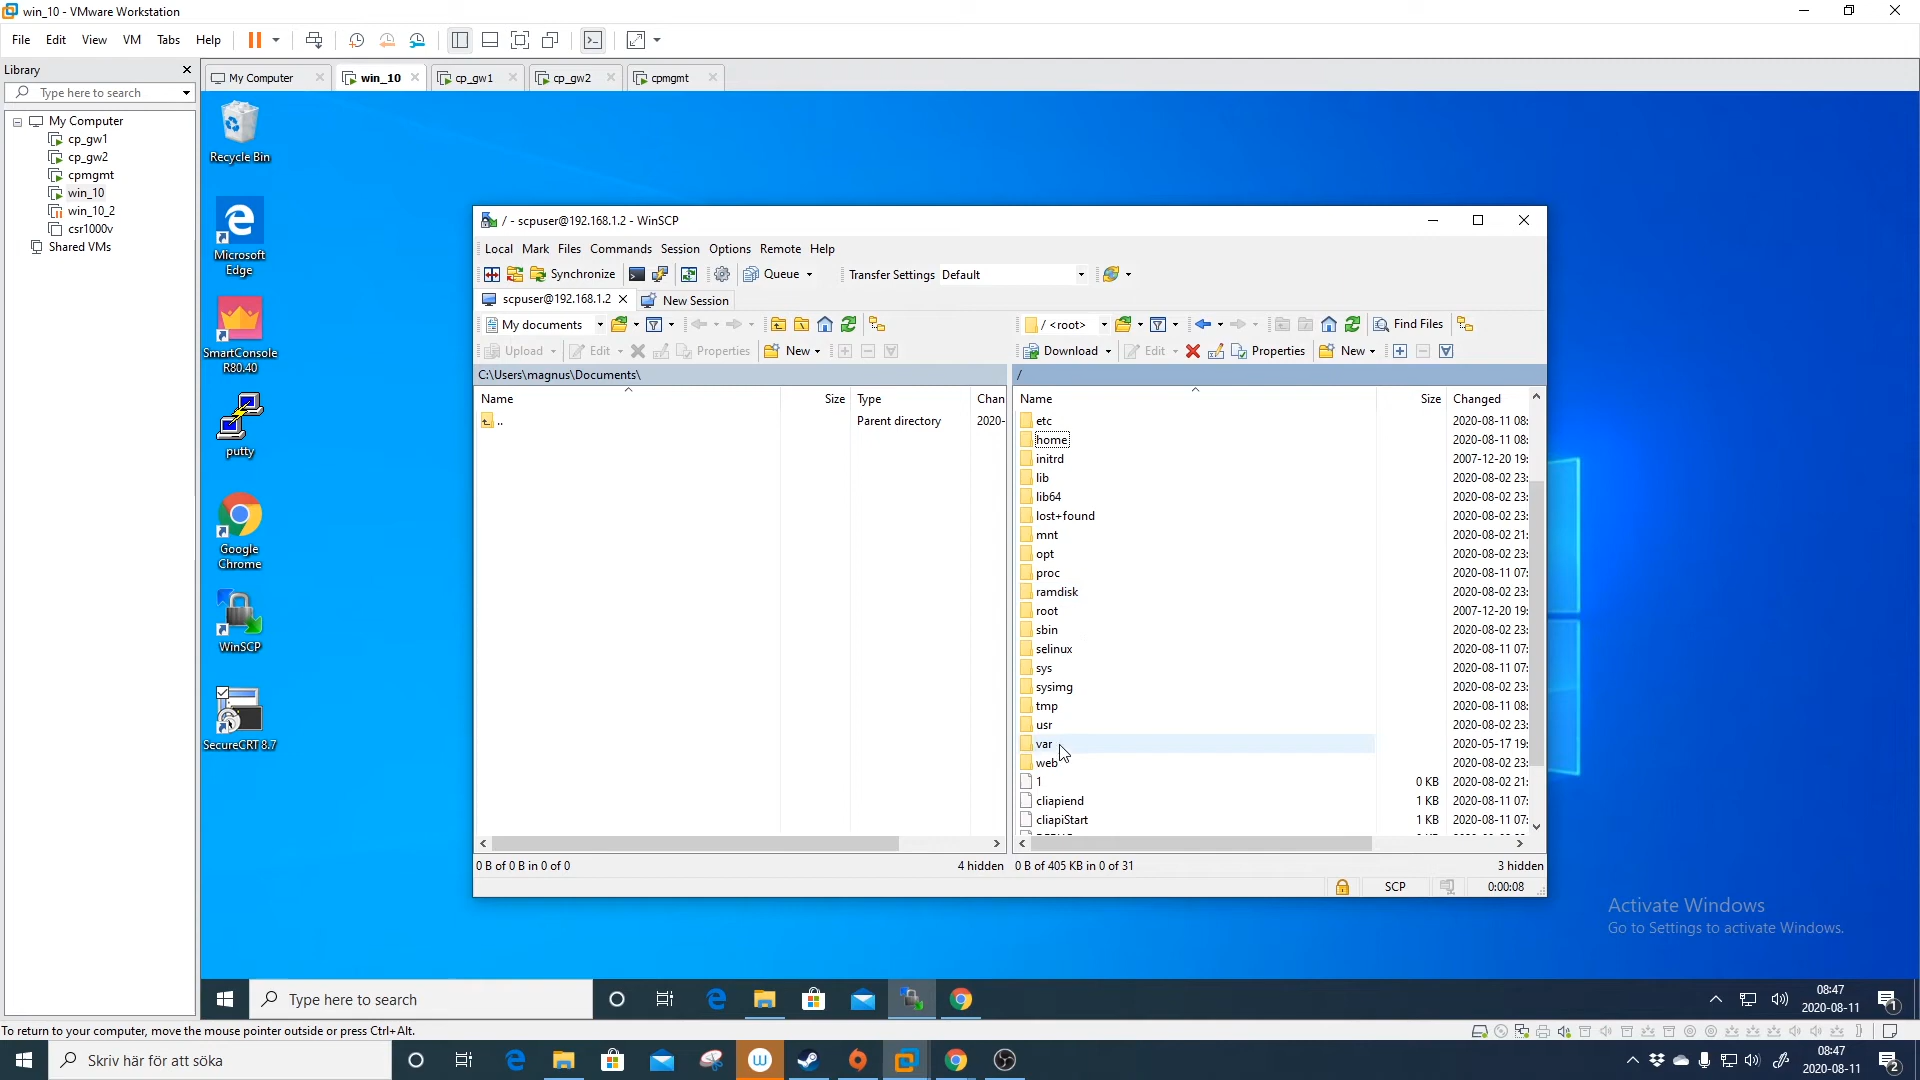 win_10 - VMware Workstation
File Edit View VM Tabs Help
Library
My Computer win_10 cp_gw1 cp_gw2 cpmgmt
Type here to search
My Computer
cp_gw1
cp_gw2
cpmgmt
win_10
win_10_2
csr1000v
Shared VMs
Recycle Bin
Microsoft
Edge
SmartConsole
R80.40
putty
Google
Chrome
WinSCP
SecureCRT 8.7
/ - scpuser@192.168.1.2 - WinSCP
Local Mark Files Commands Session Options Remote Help
Synchronize Queue Transfer Settings Default
scpuser@192.168.1.2 New Session
My documents / <root> Find Files
Upload Edit Properties New Download Edit Properties New
C:\Users\magnus\Documents\ /
Name Size Type Chan Name Size Changed
.. Parent directory 2020- etc 2020-08-11 08:
home 2020-08-11 08:
initrd 2007-12-20 19:
lib 2020-08-02 23:
lib64 2020-08-02 23:
lost+found 2020-08-02 23:
mnt 2020-08-02 21:
opt 2020-08-02 23:
proc 2020-08-11 07:
ramdisk 2020-08-02 23:
root 2007-12-20 19:
sbin 2020-08-02 23:
selinux 2020-08-11 07:
sys 2020-08-11 07:
sysimg 2020-08-02 23:
tmp 2020-08-11 08:
usr 2020-08-02 23:
var 2020-05-17 19:
web 2020-08-02 23:
1 0 KB 2020-08-02 21:
cliapiend 1 KB 2020-08-11 07:
cliapiStart 1 KB 2020-08-11 07:
0 B of 0 B in 0 of 0 4 hidden 0 B of 405 KB in 0 of 31 3 hidden
SCP 0:00:08
Activate Windows
Go to Settings to activate Windows.
Type here to search
08:47
2020-08-11
1
To return to your computer, move the mouse pointer outside or press Ctrl+Alt.
Skriv här för att söka
08:47
2020-08-11
2